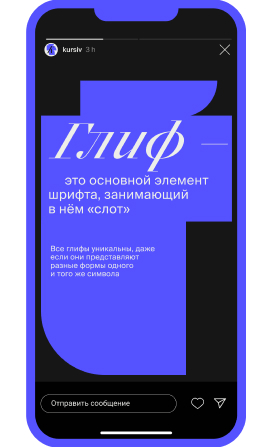 kursiv 3 h
Глиф —
это основной элемент
шрифта, занимающий
в нём «слот»
Все глифы уникальны, даже
если они представляют
разные формы одного
и того же символа
Отправить сообщение